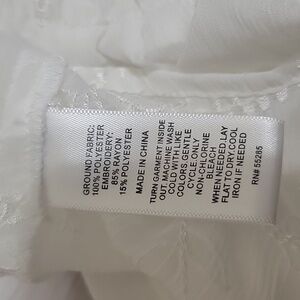 GROUND FABRIC:
100% POLYESTER
EMBROIDERY:
85% RAYON
15% POLYESTER
MADE IN CHINA
TURN GARMENT INSIDE
OUT. MACHINE WASH
COLD WITH LIKE
COLORS. GENTLE
CYCLE ONLY
NON-CHLORINE
BLEACH
WHEN NEEDED. LAY
FLAT TO DRY. COOL
IRON IF NEEDED
RN# 55285